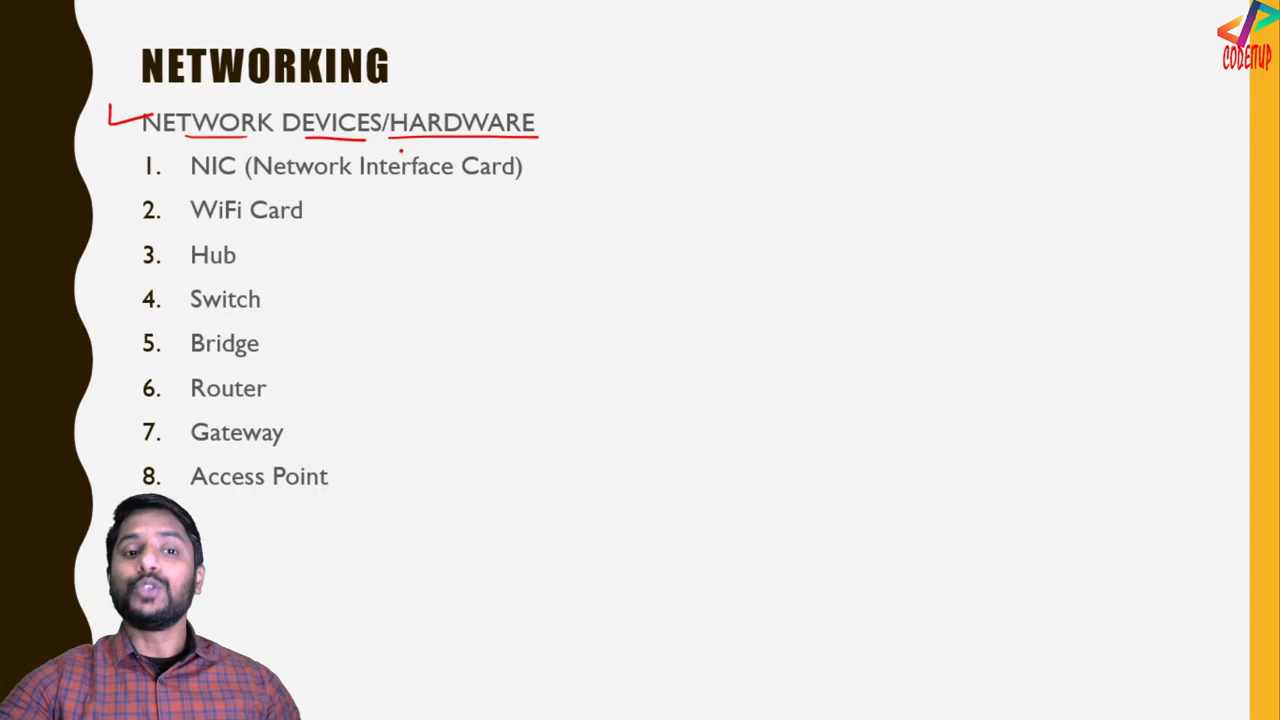 NETWORKING
NETWORK DEVICES/HARDWARE
1. NIC (Network Interface Card)
2. WiFi Card
3. Hub
4. Switch
5. Bridge
6. Router
7. Gateway
8. Access Point
CODEITUP